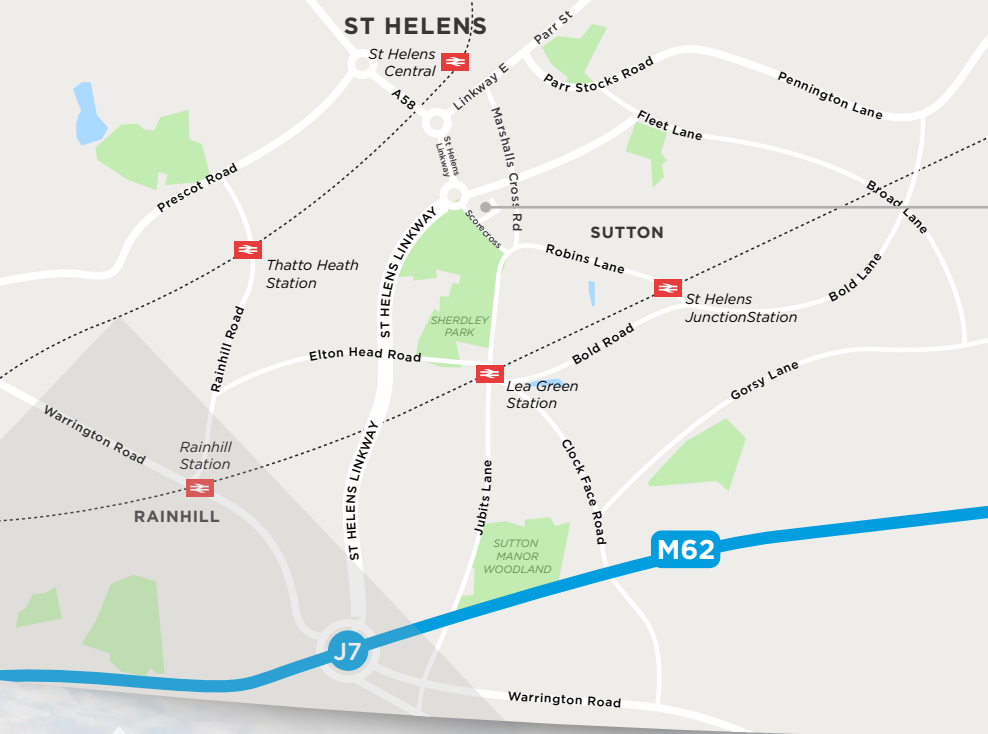 ST HELENS
St Helens
Central
Parr St
Linkway E
A58
Parr Stocks Road
Pennington Lane
Fleet Lane
St Helens
Linkway
Marshalls Cross Rd
Prescot Road
Broad Lane
Scorecross
SUTTON
ST HELENS LINKWAY
Robins Lane
Thatto Heath
Station
Bold Lane
St Helens
JunctionStation
SHERDLEY
PARK
Rainhill Road
Elton Head Road
Bold Road
Lea Green
Station
Gorsy Lane
Warrington Road
Rainhill
Station
ST HELENS LINKWAY
Clock Face Road
Jubits Lane
RAINHILL
SUTTON
MANOR
WOODLAND
M62
J7
Warrington Road